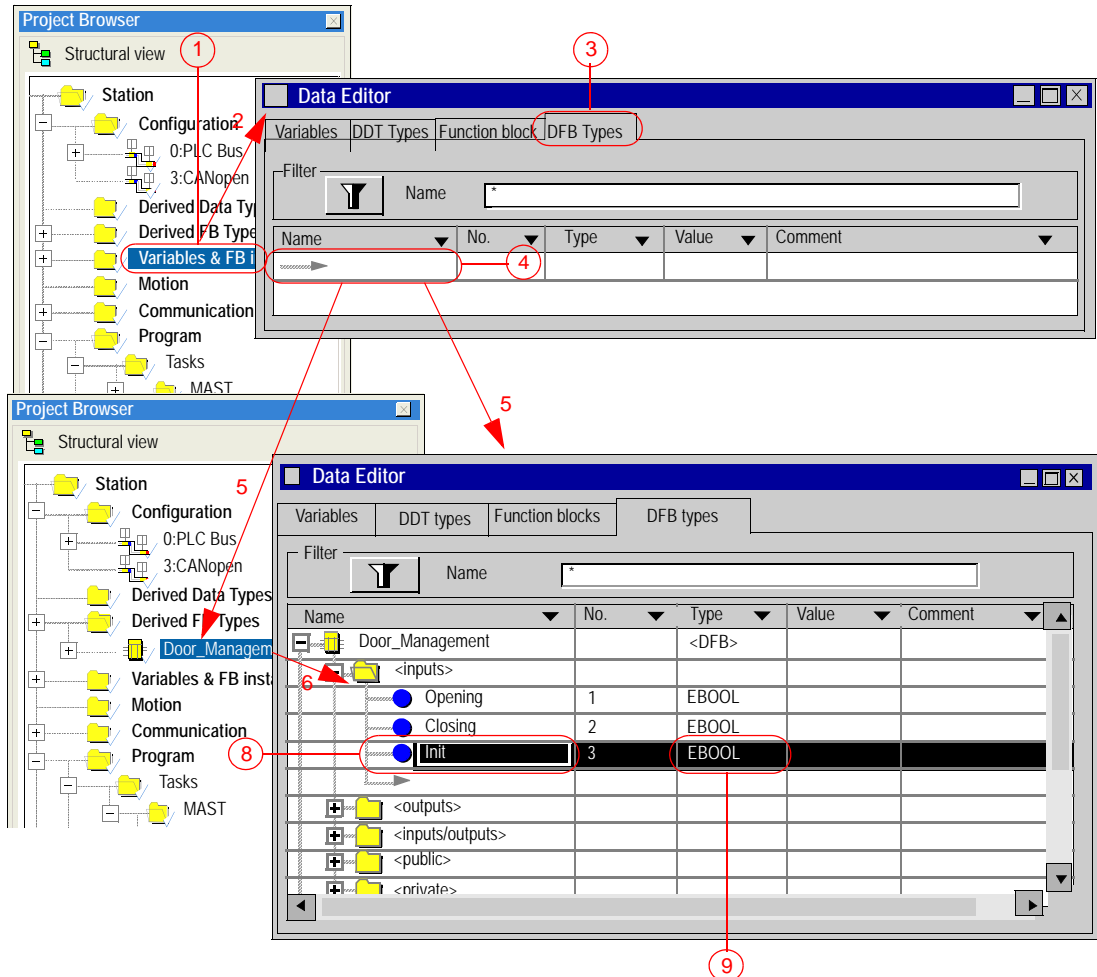 Project Browser
Structural view
1
Station
Configuration
0:PLC Bus
3:CANopen
Derived Data Ty
Derived FB Type
Variables & FB i
Motion
Communication
Program
Tasks
MAST
2
3
Data Editor
Variables DDT Types Function block DFB Types
Filter
Name *
Name No. Type Value Comment
4
5
5
Project Browser
Structural view
Station
Configuration
0:PLC Bus
3:CANopen
Derived Data Types
Derived FB Types
Door_Managem
Variables & FB insta
Motion
Communication
Program
Tasks
MAST
6
8
Data Editor
Variables DDT types Function blocks DFB types
Filter
Name *
Name No. Type Value Comment
Door_Management <DFB>
<inputs>
Opening 1 EBOOL
Closing 2 EBOOL
Init 3 EBOOL
<outputs>
<inputs/outputs>
<public>
<private>
9